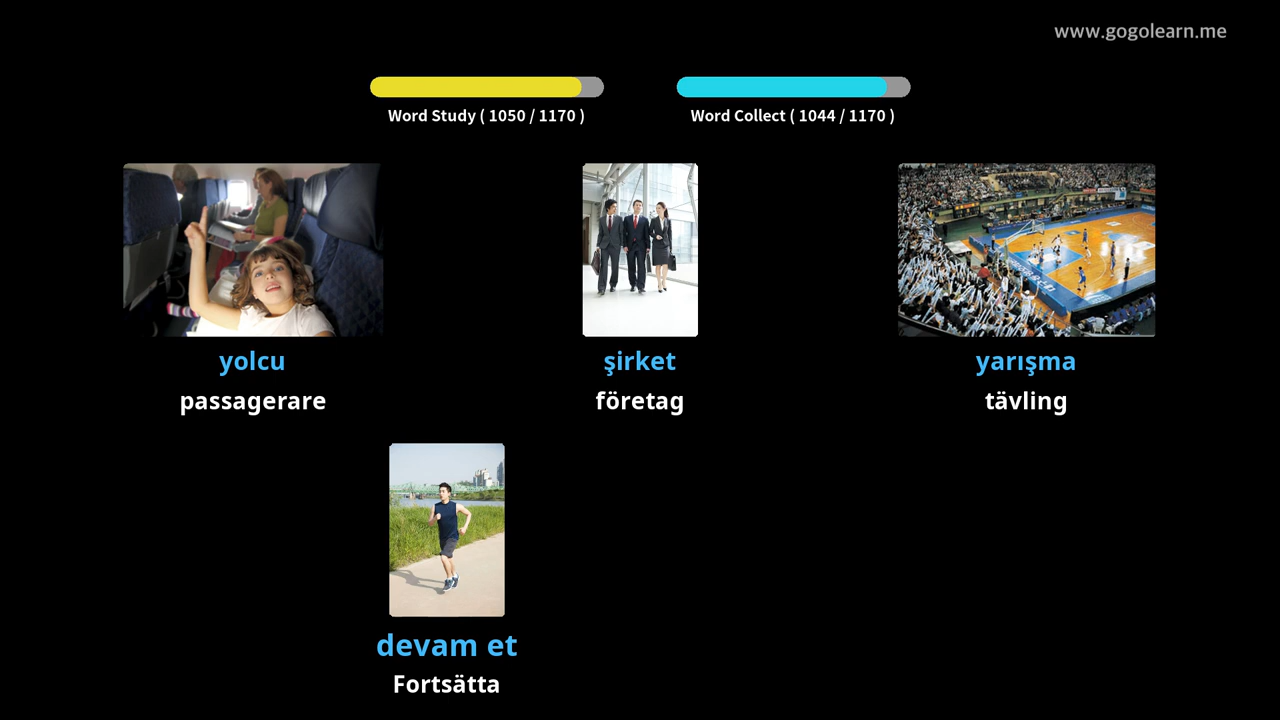 www.gogolearn.me
Word Study ( 1050 / 1170 )
Word Collect ( 1044 / 1170 )
yolcu
passagerare
şirket
företag
yarışma
tävling
devam et
Fortsätta